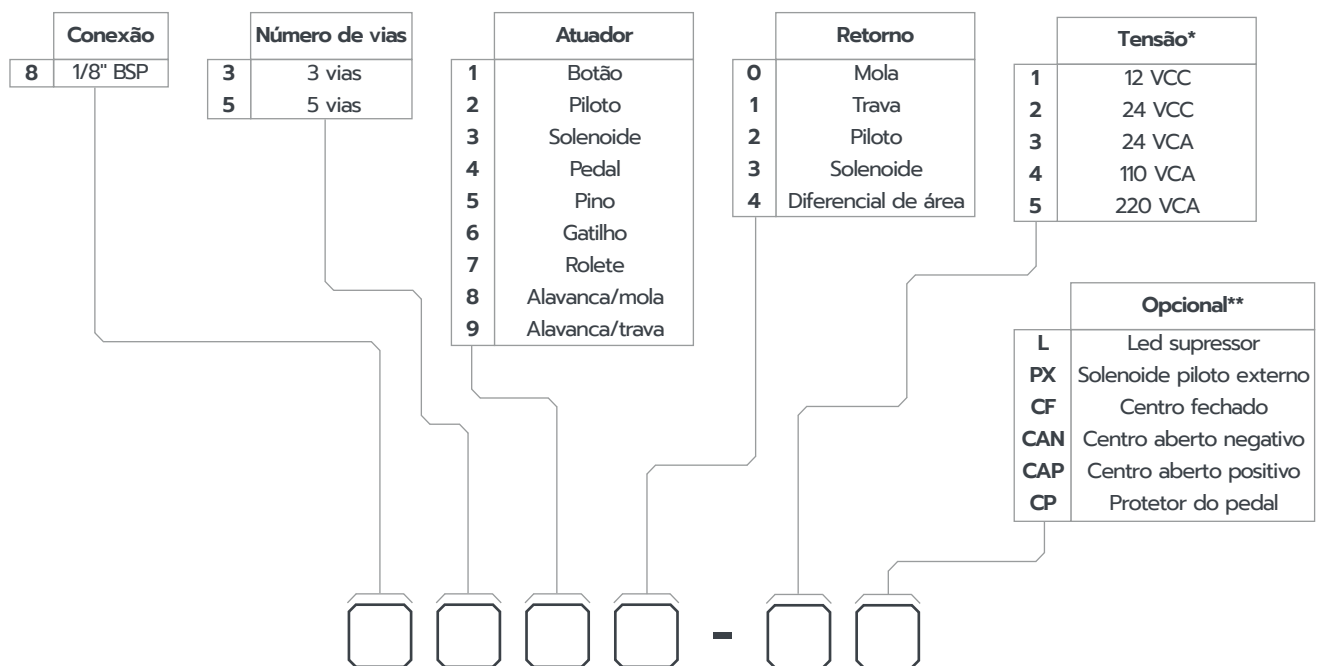 Conexão
8 1/8" BSP
Número de vias
3 3 vias
5 5 vias
Atuador
1 Botão
2 Piloto
3 Solenoide
4 Pedal
5 Pino
6 Gatilho
7 Rolete
8 Alavanca/mola
9 Alavanca/trava
Retorno
0 Mola
1 Trava
2 Piloto
3 Solenoide
4 Diferencial de área
Tensão*
1 12 VCC
2 24 VCC
3 24 VCA
4 110 VCA
5 220 VCA
Opcional**
L Led supressor
PX Solenoide piloto externo
CF Centro fechado
CAN Centro aberto negativo
CAP Centro aberto positivo
CP Protetor do pedal
-